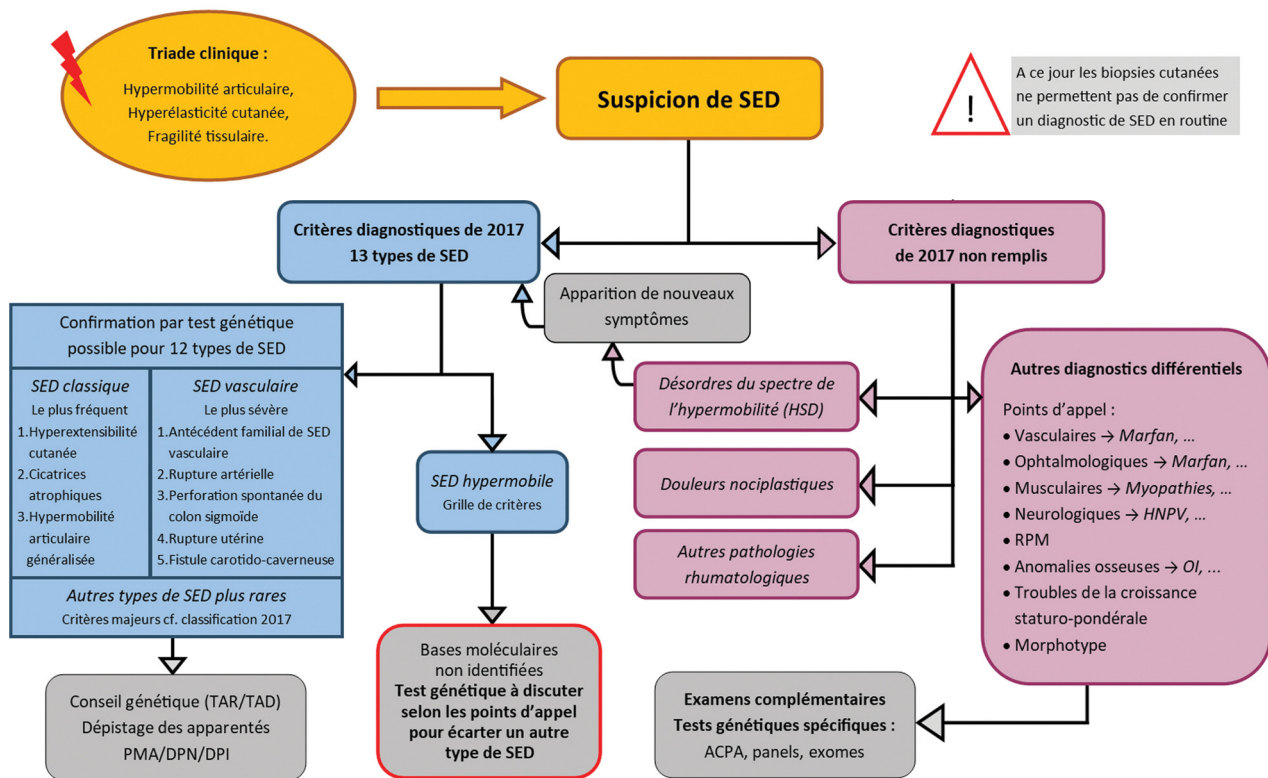 Triade clinique :
Hypermobilité articulaire,
Hyperélasticité cutanée,
Fragilité tissulaire.
Suspicion de SED
!
A ce jour les biopsies cutanées
ne permettent pas de confirmer
un diagnostic de SED en routine
Critères diagnostiques de 2017
13 types de SED
Critères diagnostiques
de 2017 non remplis
Apparition de nouveaux
symptômes
Confirmation par test génétique
possible pour 12 types de SED
SED classique
Le plus fréquent
1.Hyperextensibilité
cutanée
2.Cicatrices
atrophiques
3.Hypermobilité
articulaire
généralisée
SED vasculaire
Le plus sévère
1.Antécédent familial de SED
vasculaire
2.Rupture artérielle
3.Perforation spontanée du
colon sigmoïde
4.Rupture utérine
5.Fistule carotido-caverneuse
Autres types de SED plus rares
Critères majeurs cf. classification 2017
Conseil génétique (TAR/TAD)
Dépistage des apparentés
PMA/DPN/DPI
SED hypermobile
Grille de critères
Bases moléculaires
non identifiées
Test génétique à discuter
selon les points d'appel
pour écarter un autre
type de SED
Désordres du spectre de
l'hypermobilité (HSD)
Douleurs nociplastiques
Autres pathologies
rhumatologiques
Autres diagnostics différentiels
Points d'appel :
• Vasculaires → Marfan, ...
• Ophtalmologiques → Marfan, ...
• Musculaires → Myopathies, ...
• Neurologiques → HNPV, ...
• RPM
• Anomalies osseuses → OI, ...
• Troubles de la croissance
staturo-pondérale
• Morphotype
Examens complémentaires
Tests génétiques spécifiques :
ACPA, panels, exomes